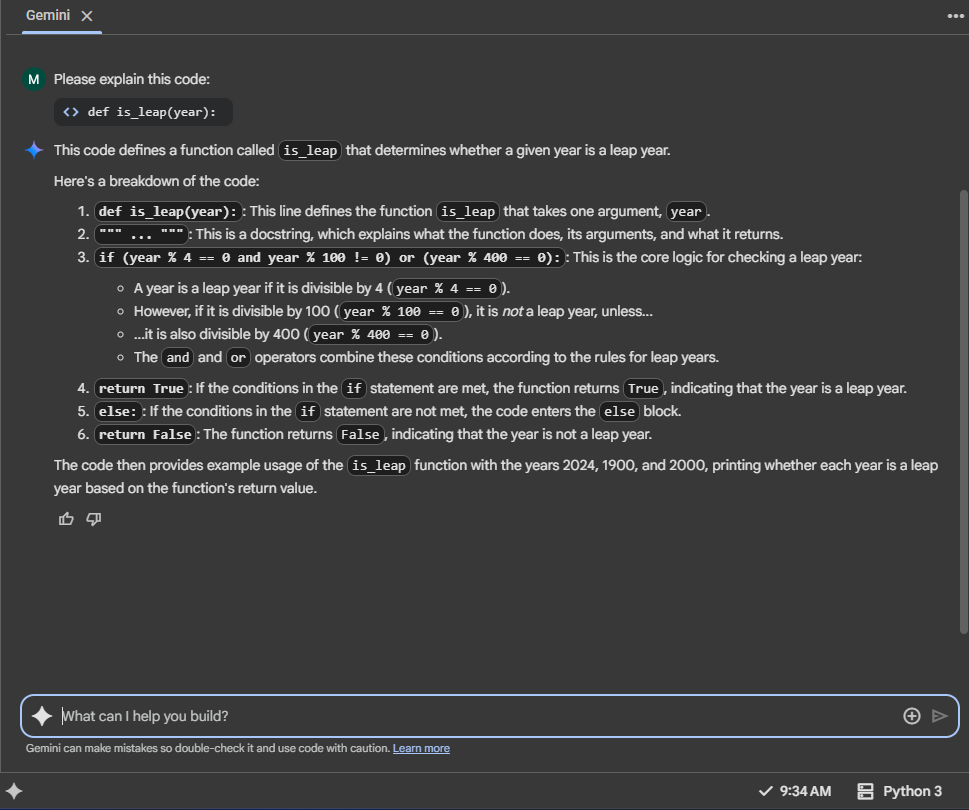 Gemini
M Please explain this code:
<> def is_leap(year):
This code defines a function called is_leap that determines whether a given year is a leap year.
Here's a breakdown of the code:
1. def is_leap(year): : This line defines the function is_leap that takes one argument, year .
2. """ ... """ : This is a docstring, which explains what the function does, its arguments, and what it returns.
3. if (year % 4 == 0 and year % 100 != 0) or (year % 400 == 0): : This is the core logic for checking a leap year:
○ A year is a leap year if it is divisible by 4 ( year % 4 == 0 ).
○ However, if it is divisible by 100 ( year % 100 == 0 ), it is not a leap year, unless...
○ ...it is also divisible by 400 ( year % 400 == 0 ).
○ The and and or operators combine these conditions according to the rules for leap years.
4. return True : If the conditions in the if statement are met, the function returns True , indicating that the year is a leap year.
5. else: : If the conditions in the if statement are not met, the code enters the else block.
6. return False : The function returns False , indicating that the year is not a leap year.
The code then provides example usage of the is_leap function with the years 2024, 1900, and 2000, printing whether each year is a leap
year based on the function's return value.
What can I help you build?
Gemini can make mistakes so double-check it and use code with caution. Learn more
9:34 AM Python 3